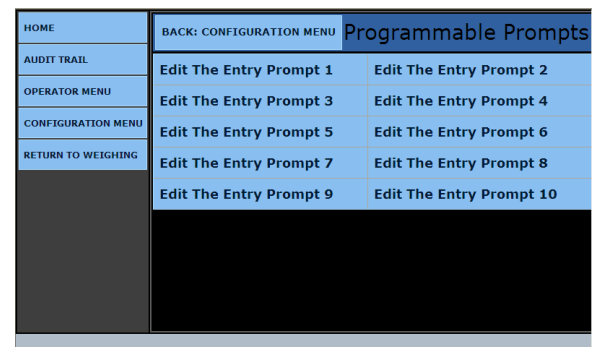 HOME
AUDIT TRAIL
OPERATOR MENU
CONFIGURATION MENU
RETURN TO WEIGHING
BACK: CONFIGURATION MENU
Programmable Prompts
Edit The Entry Prompt 1
Edit The Entry Prompt 2
Edit The Entry Prompt 3
Edit The Entry Prompt 4
Edit The Entry Prompt 5
Edit The Entry Prompt 6
Edit The Entry Prompt 7
Edit The Entry Prompt 8
Edit The Entry Prompt 9
Edit The Entry Prompt 10